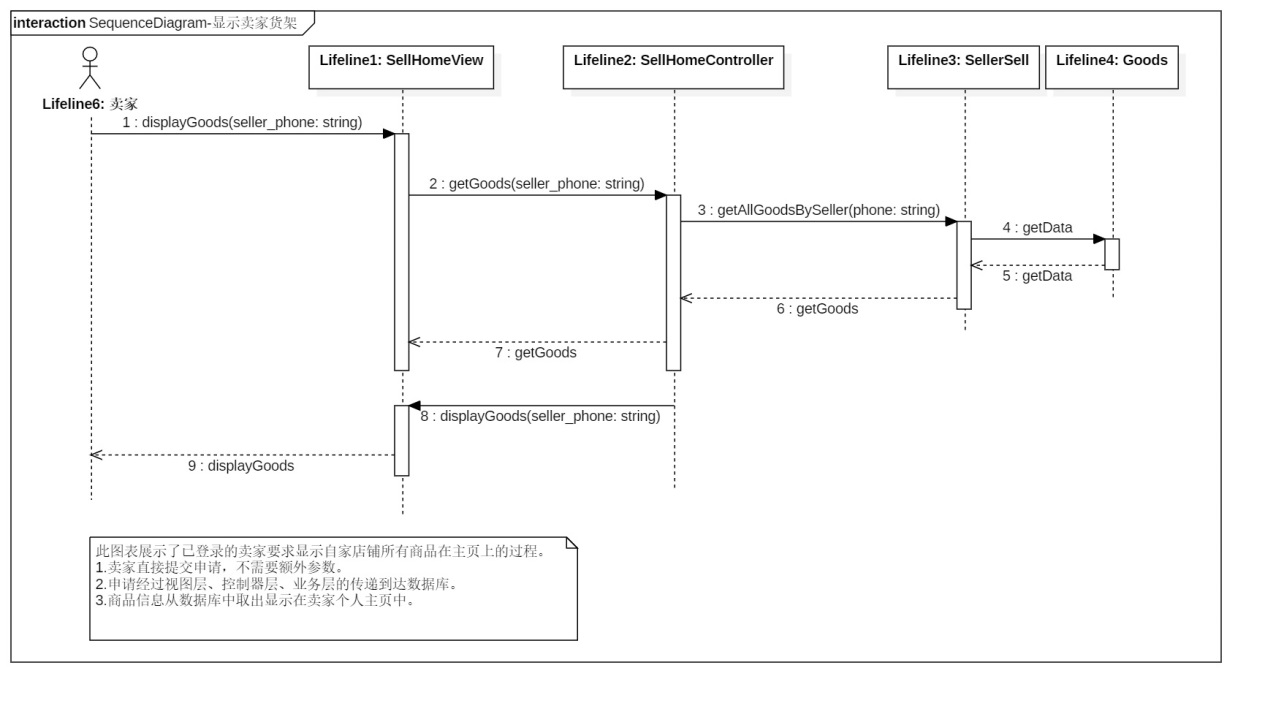 interaction SequenceDiagram-显示卖家货架
Lifeline1: SellHomeView
Lifeline2: SellHomeController
Lifeline3: SellerSell
Lifeline4: Goods
Lifeline6: 卖家
1 : displayGoods(seller_phone: string)
2 : getGoods(seller_phone: string)
3 : getAllGoodsBySeller(phone: string)
4 : getData
5 : getData
6 : getGoods
7 : getGoods
8 : displayGoods(seller_phone: string)
9 : displayGoods
此图表展示了已登录的卖家要求显示自家店铺所有商品在主页上的过程。
1.卖家直接提交申请，不需要额外参数。
2.申请经过视图层、控制器层、业务层的传递到达数据库。
3.商品信息从数据库中取出显示在卖家个人主页中。